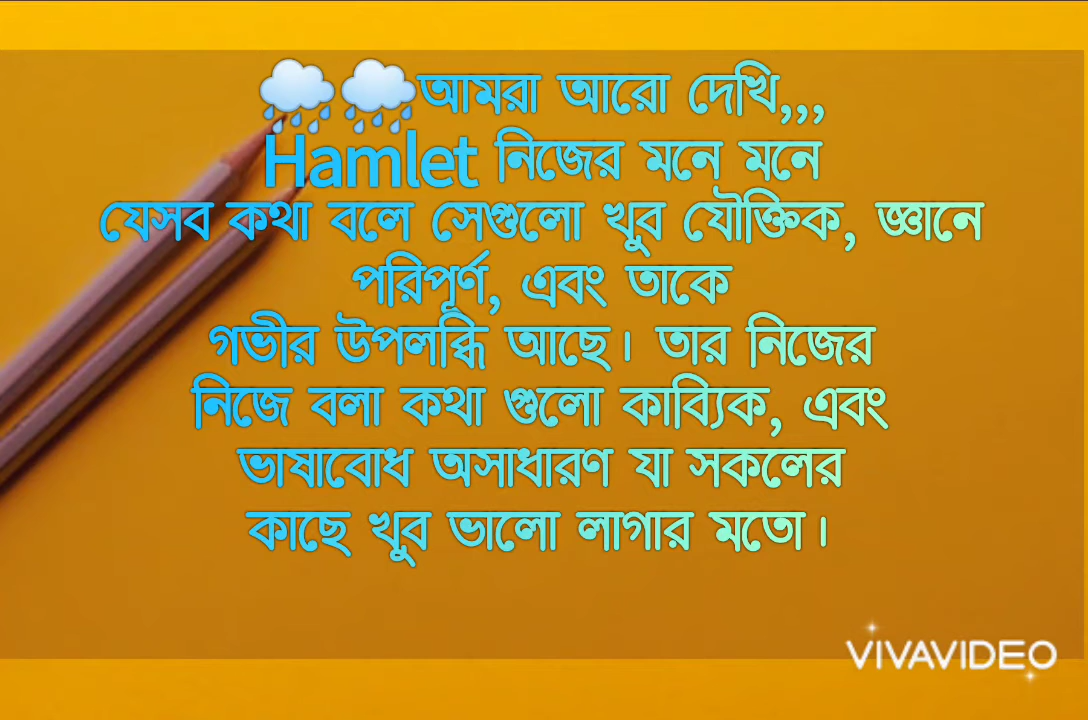 🌧️🌧️আমরা আরো দেখি,,,
Hamlet নিজের মনে মনে
যেসব কথা বলে সেগুলো খুব যৌক্তিক, জ্ঞানে
পরিপূর্ণ, এবং তাকে
গভীর উপলব্ধি আছে। তার নিজের
নিজে বলা কথা গুলো কাব্যিক, এবং
ভাষাবোধ অসাধারণ যা সকলের
কাছে খুব ভালো লাগার মতো।
VIVAVIDEO